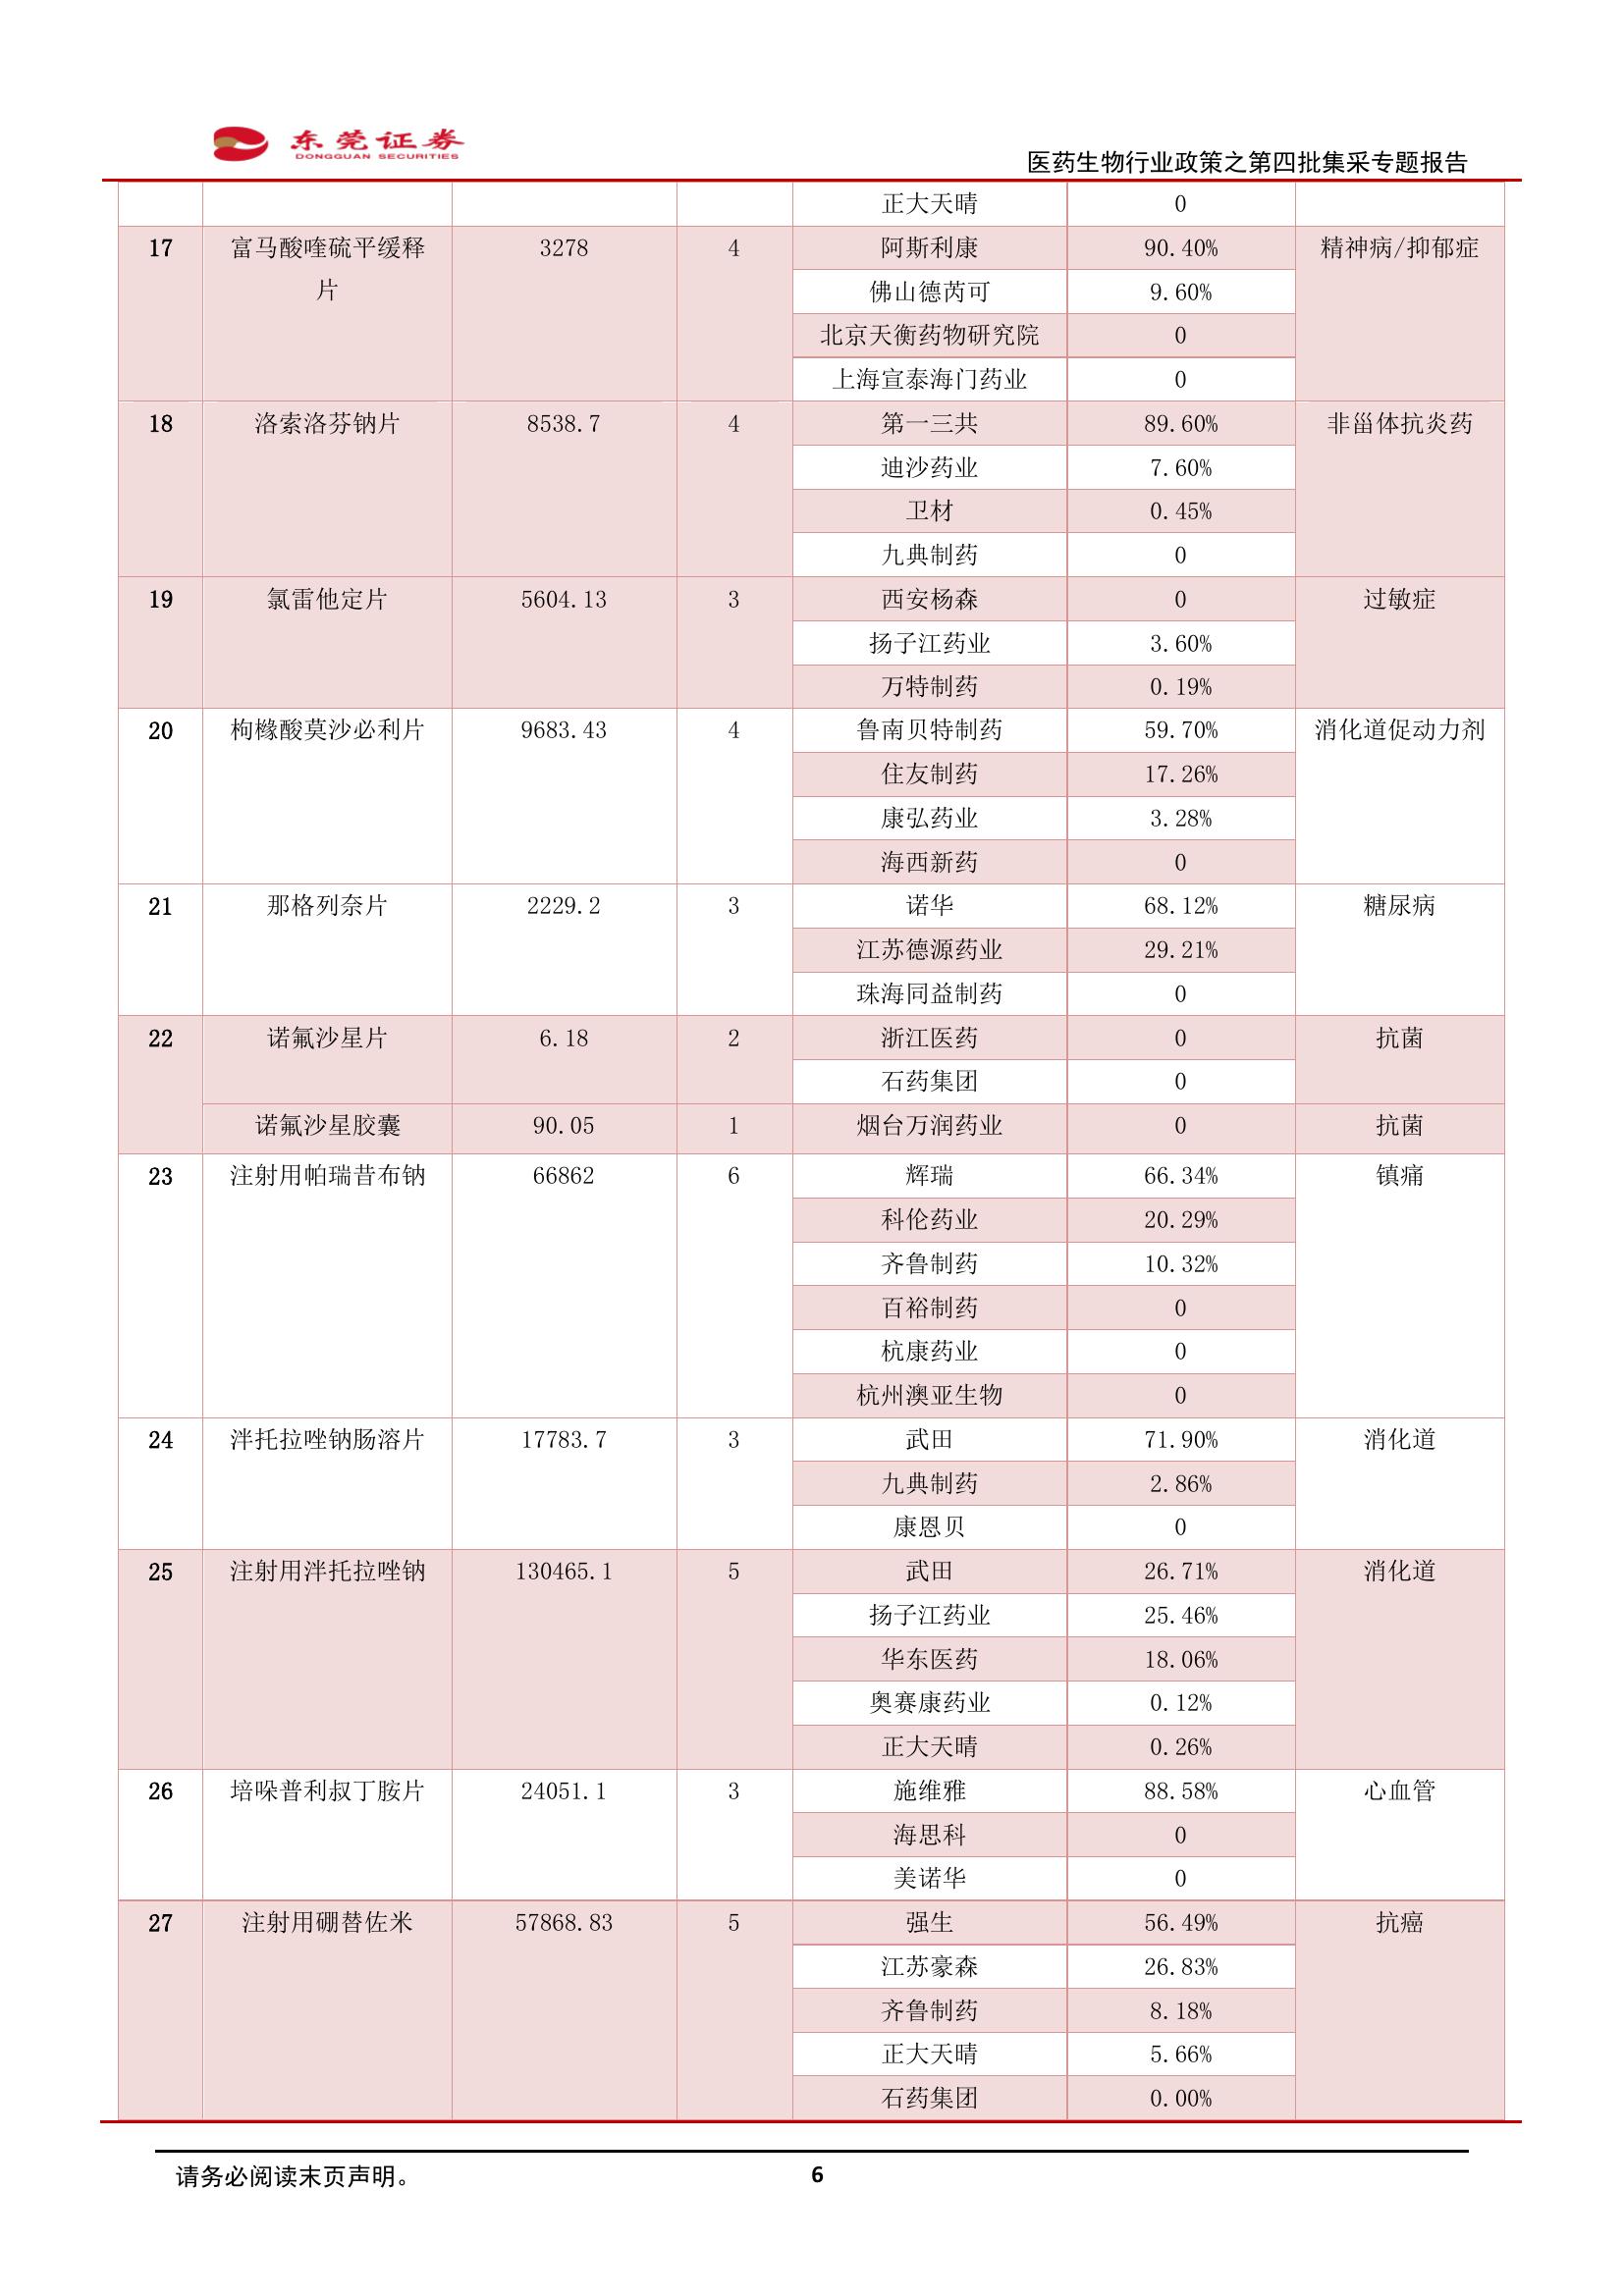 东莞证券
DONGGUAN SECURITIES
医药生物行业政策之第四批集采专题报告
正大天晴 0
17 富马酸喹硫平缓释 3278 4 阿斯利康 90.40% 精神病/抑郁症
片
佛山德芮可 9.60%
北京天衡药物研究院 0
上海宣泰海门药业 0
18 洛索洛芬钠片 8538.7 4 第一三共 89.60% 非甾体抗炎药
迪沙药业 7.60%
卫材 0.45%
九典制药 0
19 氯雷他定片 5604.13 3 西安杨森 0 过敏症
扬子江药业 3.60%
万特制药 0.19%
20 枸橼酸莫沙必利片 9683.43 4 鲁南贝特制药 59.70% 消化道促动力剂
住友制药 17.26%
康弘药业 3.28%
海西新药 0
21 那格列奈片 2229.2 3 诺华 68.12% 糖尿病
江苏德源药业 29.21%
珠海同益制药 0
22 诺氟沙星片 6.18 2 浙江医药 0 抗菌
石药集团 0
诺氟沙星胶囊 90.05 1 烟台万润药业 0 抗菌
23 注射用帕瑞昔布钠 66862 6 辉瑞 66.34% 镇痛
科伦药业 20.29%
齐鲁制药 10.32%
百裕制药 0
杭康药业 0
杭州澳亚生物 0
24 泮托拉唑钠肠溶片 17783.7 3 武田 71.90% 消化道
九典制药 2.86%
康恩贝 0
25 注射用泮托拉唑钠 130465.1 5 武田 26.71% 消化道
扬子江药业 25.46%
华东医药 18.06%
奥赛康药业 0.12%
正大天晴 0.26%
26 培哚普利叔丁胺片 24051.1 3 施维雅 88.58% 心血管
海思科 0
美诺华 0
27 注射用硼替佐米 57868.83 5 强生 56.49% 抗癌
江苏豪森 26.83%
齐鲁制药 8.18%
正大天晴 5.66%
石药集团 0.00%
请务必阅读末页声明。 6